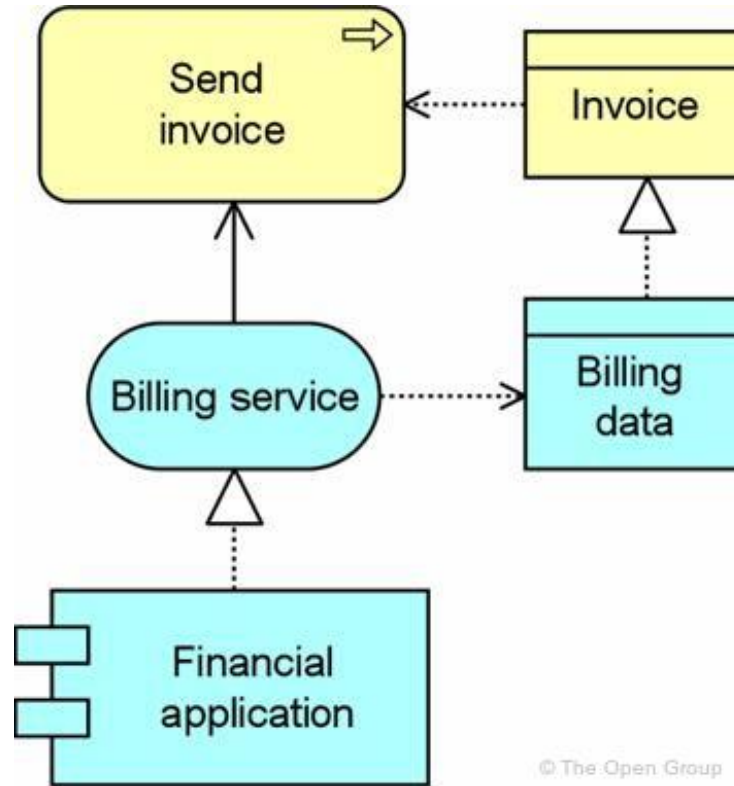 Send
invoice
Invoice
Billing service
Billing
data
Financial
application
© The Open Group